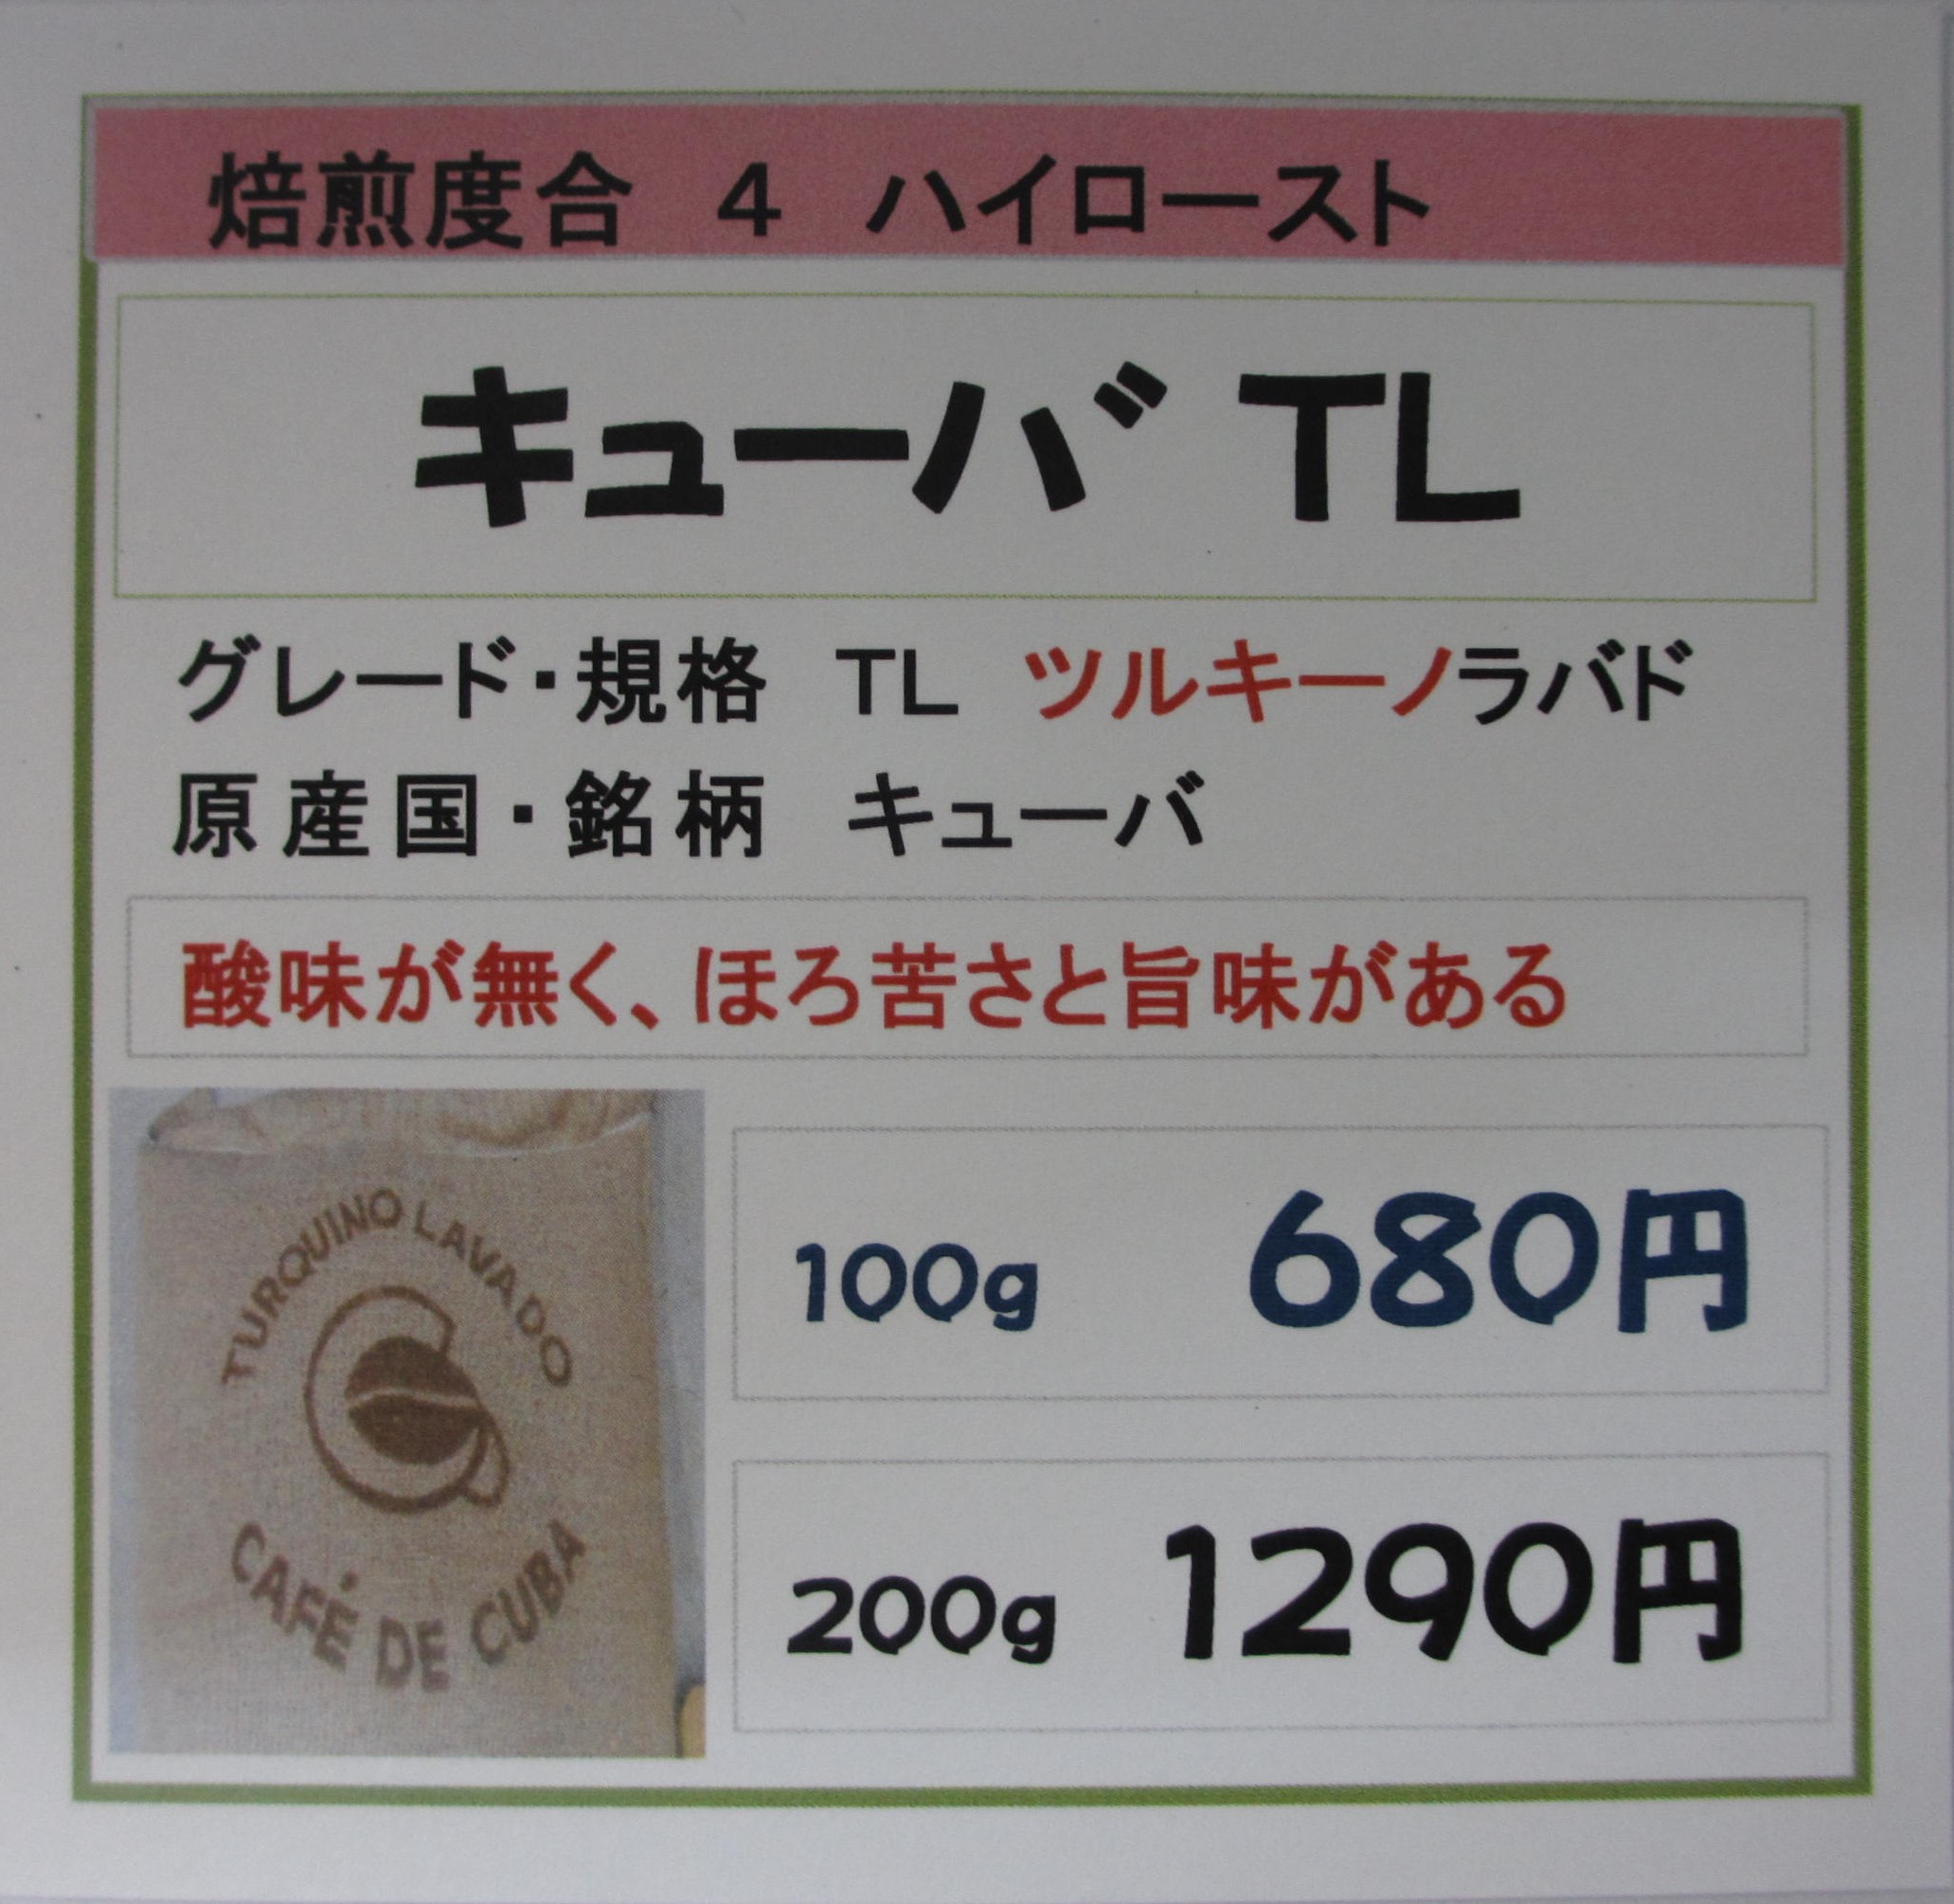 焙煎度合　4　ハイロースト
キューバ TL
グレード・規格　TL　ツルキーノラバド
原産国・銘柄　キューバ
酸味が無く、ほろ苦さと旨味がある
TURQUINO LAVADO
CAFÉ DE CUBA
100g　680円
200g　1290円